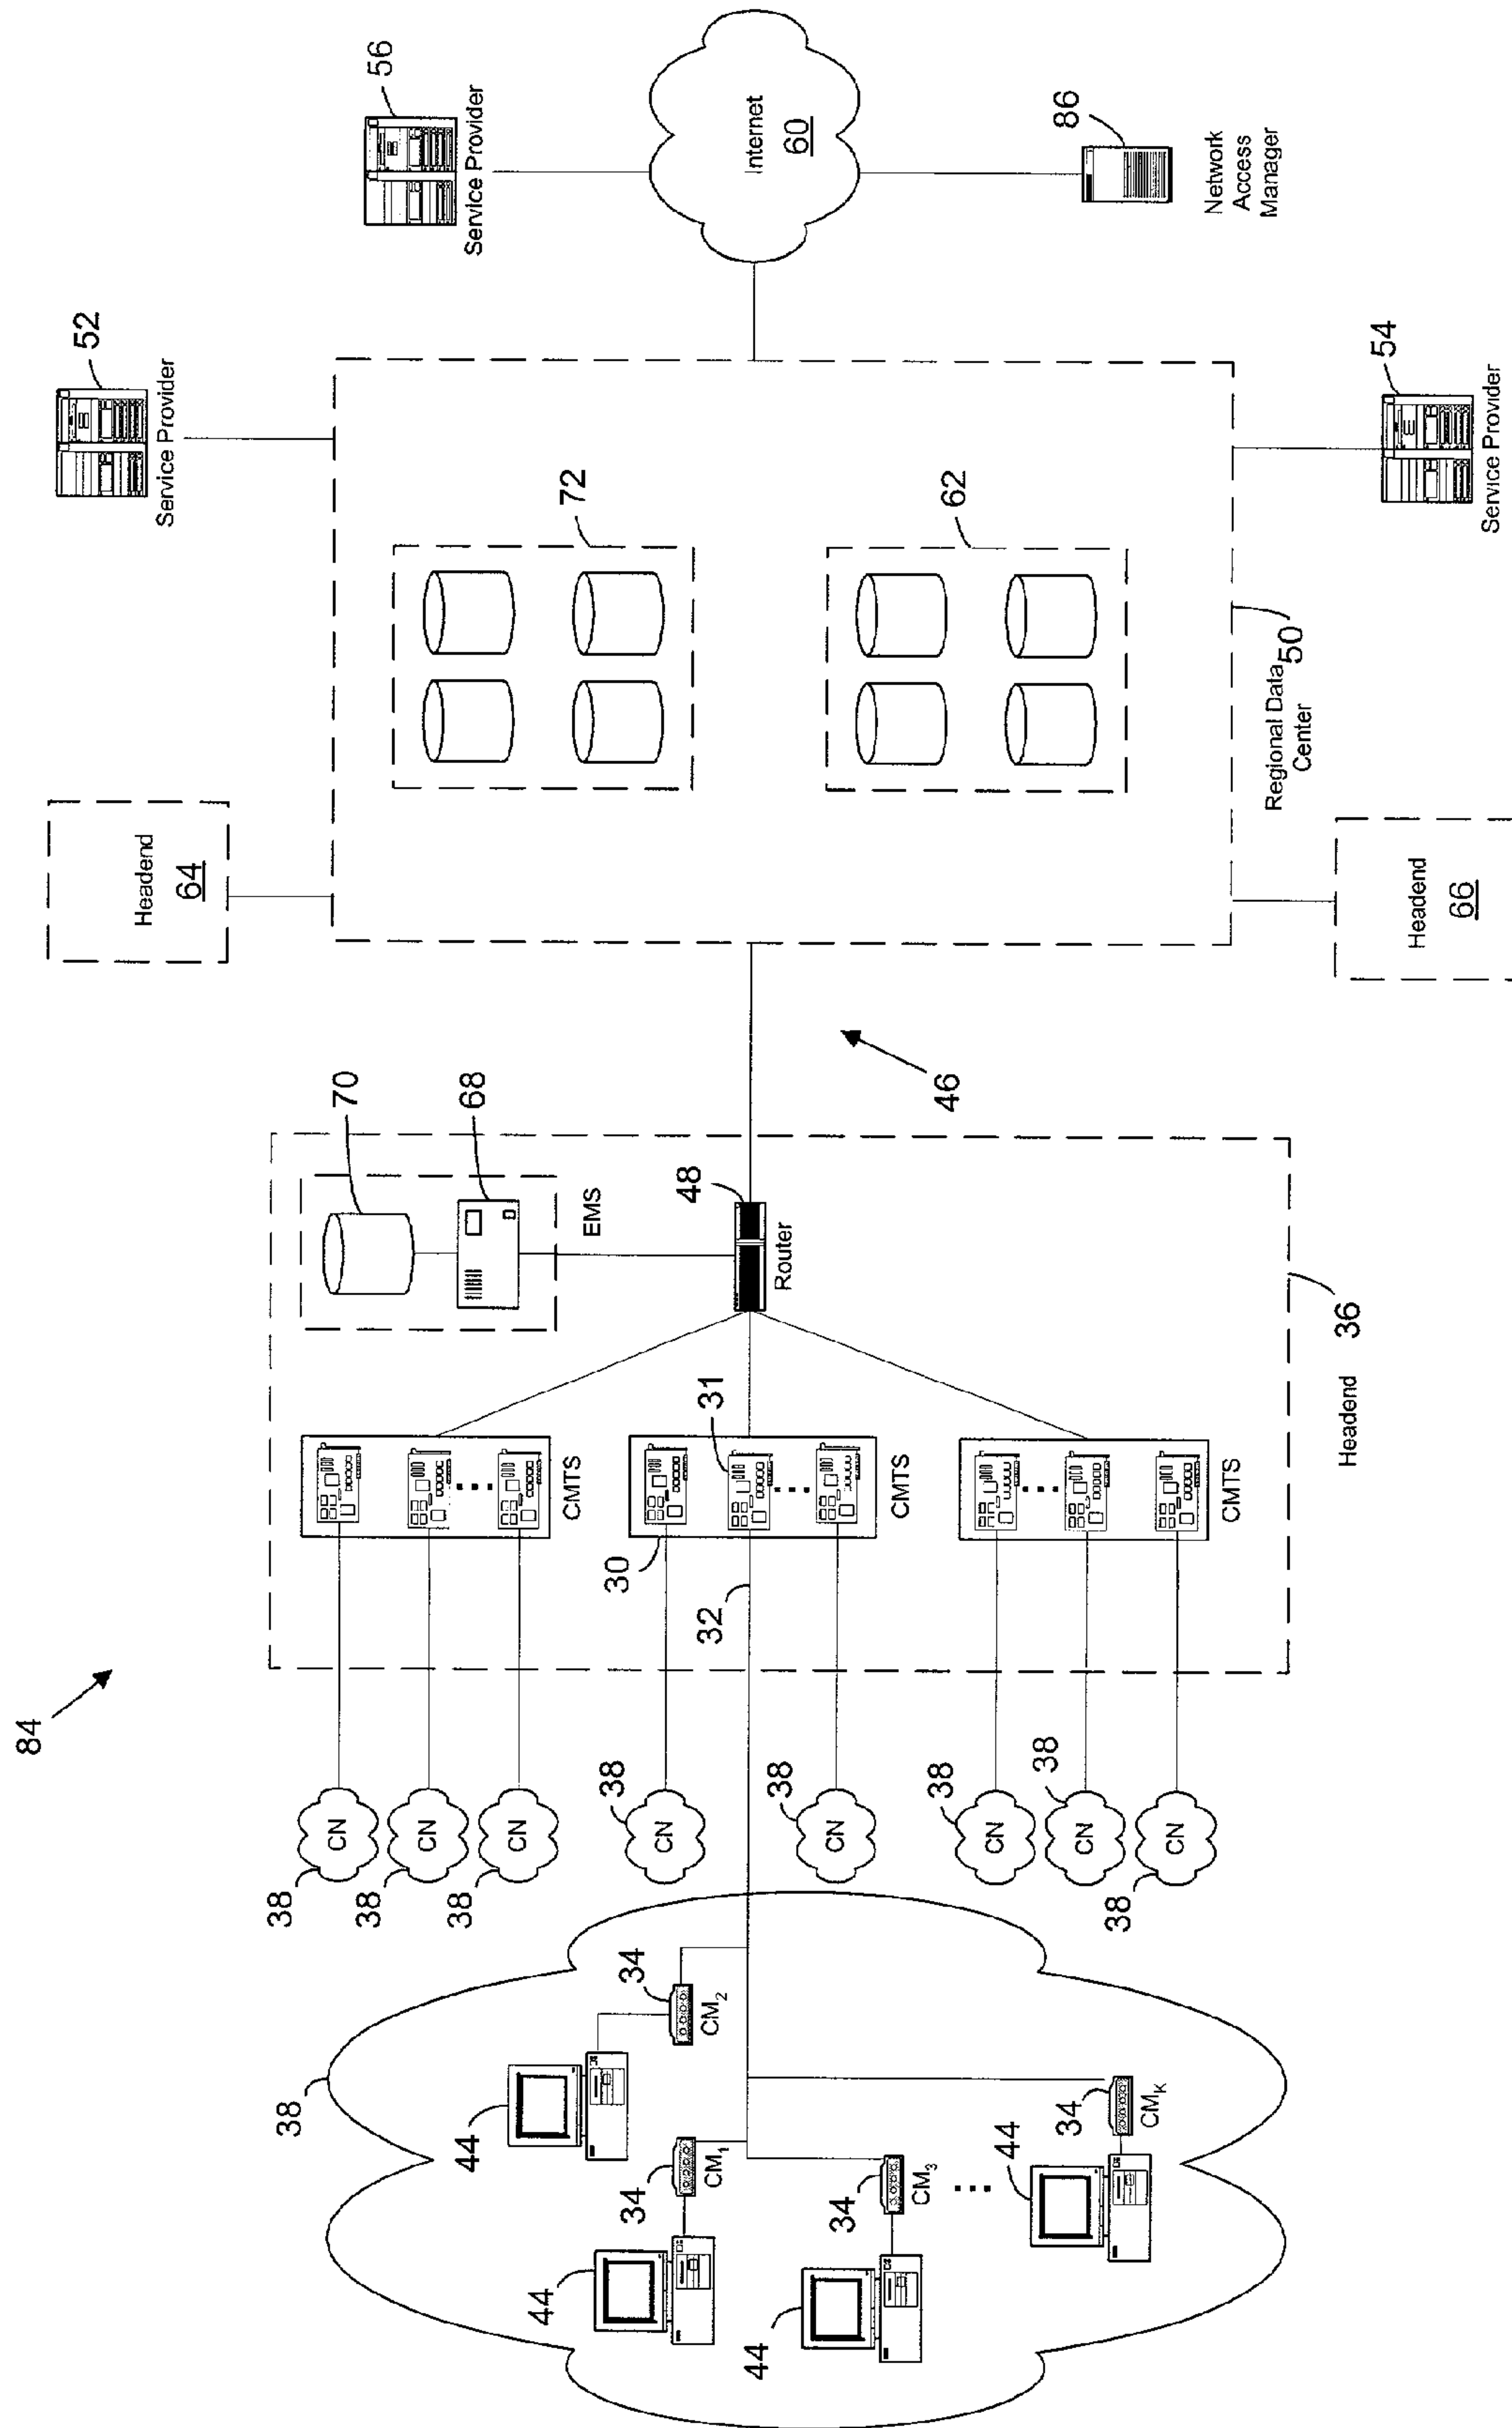 84
38
44
34
CM2
44
34
CM1
44
34
CM3
...
44
34
CMK
38
CN
38
CN
38
CN
38
CN
38
CN
38
CN
38
CN
38
CN
32
30
31
...
CMTS
...
CMTS
...
CMTS
70
68
EMS
48
Router
36
Headend
46
Headend
64
Headend
66
72
62
50
Regional Data
Center
52
Service Provider
54
Service Provider
56
Service Provider
Internet
60
86
Network
Access
Manager